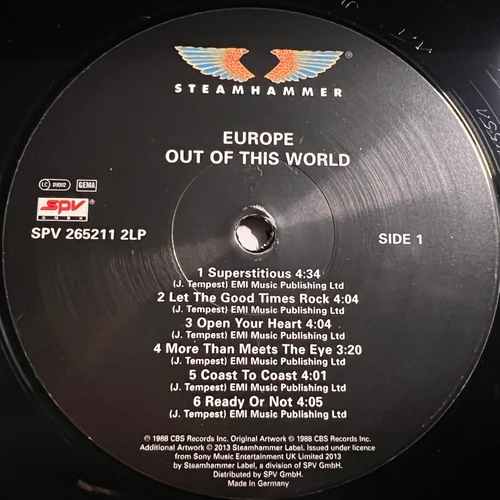 STEAMHAMMER
EUROPE
OUT OF THIS WORLD
GEMA
spv
GMBH
SPV 265211 2LP
SIDE 1
1 Superstitious 4:34
(J. Tempest) EMI Music Publishing Ltd
2 Let The Good Times Rock 4:04
(J. Tempest) EMI Music Publishing Ltd
3 Open Your Heart 4:04
(J. Tempest) EMI Music Publishing Ltd
4 More Than Meets The Eye 3:20
(J. Tempest) EMI Music Publishing Ltd
5 Coast To Coast 4:01
(J. Tempest) EMI Music Publishing Ltd
6 Ready Or Not 4:05
(J. Tempest) EMI Music Publishing Ltd
℗ 1988 CBS Records Inc. Original Artwork © 1988 CBS Records Inc.
Additional Artwork © 2013 Steamhammer Label. Issued under licence
from Sony Music Entertainment UK Limited 2013
by Steamhammer Label, a division of SPV GmbH.
Distributed by SPV GmbH.
Made in Germany